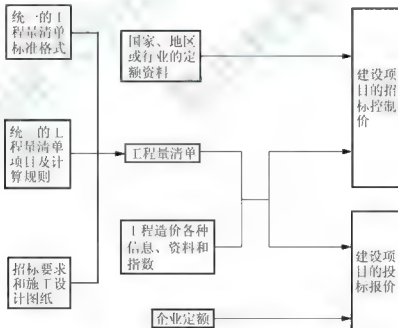 统一的工
程量清单
标准格式
统一的工
程量清单
项目及计
算规则
招标要求
和施工设
计图纸
国家、地区
或行业的定
额资料
工程量清单
工程造价各种
信息、资料和
指数
企业定额
建设项
目的招
标控制
价
建设项
目的投
标报价